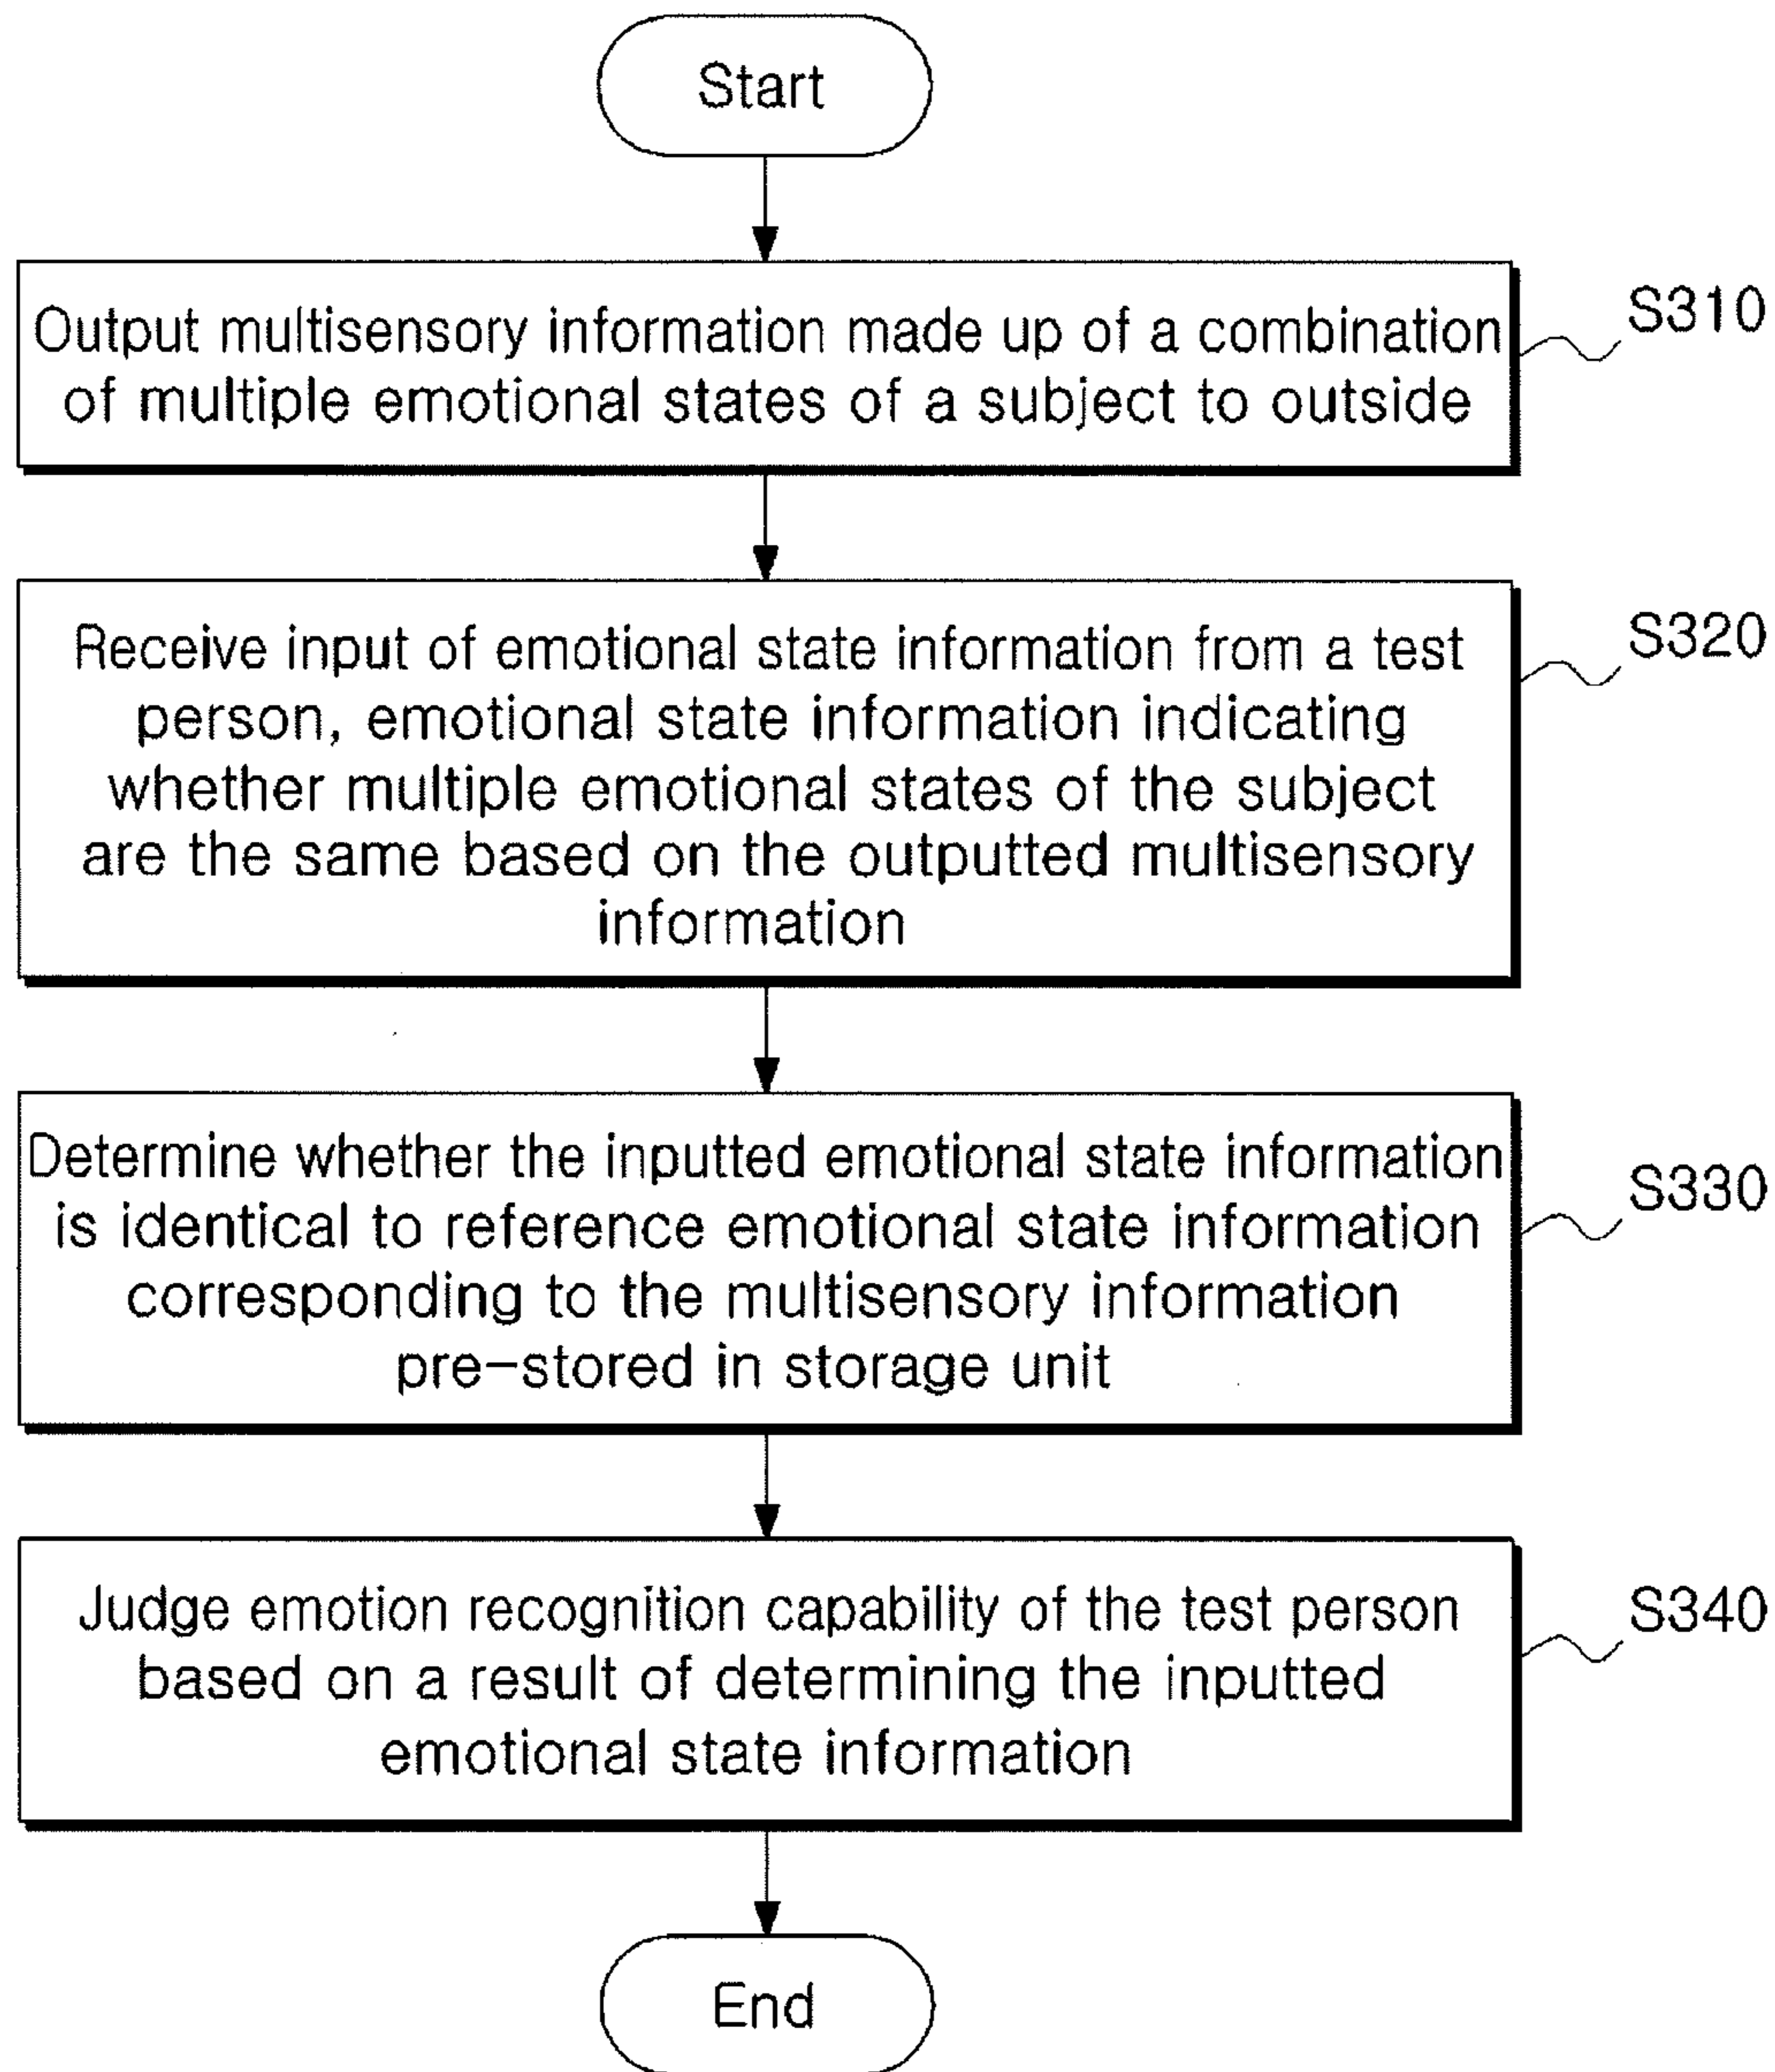 Start
Output multisensory information made up of a combination
of multiple emotional states of a subject to outside
S310
Receive input of emotional state information from a test
person, emotional state information indicating
whether multiple emotional states of the subject
are the same based on the outputted multisensory
information
S320
Determine whether the inputted emotional state information
is identical to reference emotional state information
corresponding to the multisensory information
pre-stored in storage unit
S330
Judge emotion recognition capability of the test person
based on a result of determining the inputted
emotional state information
S340
End